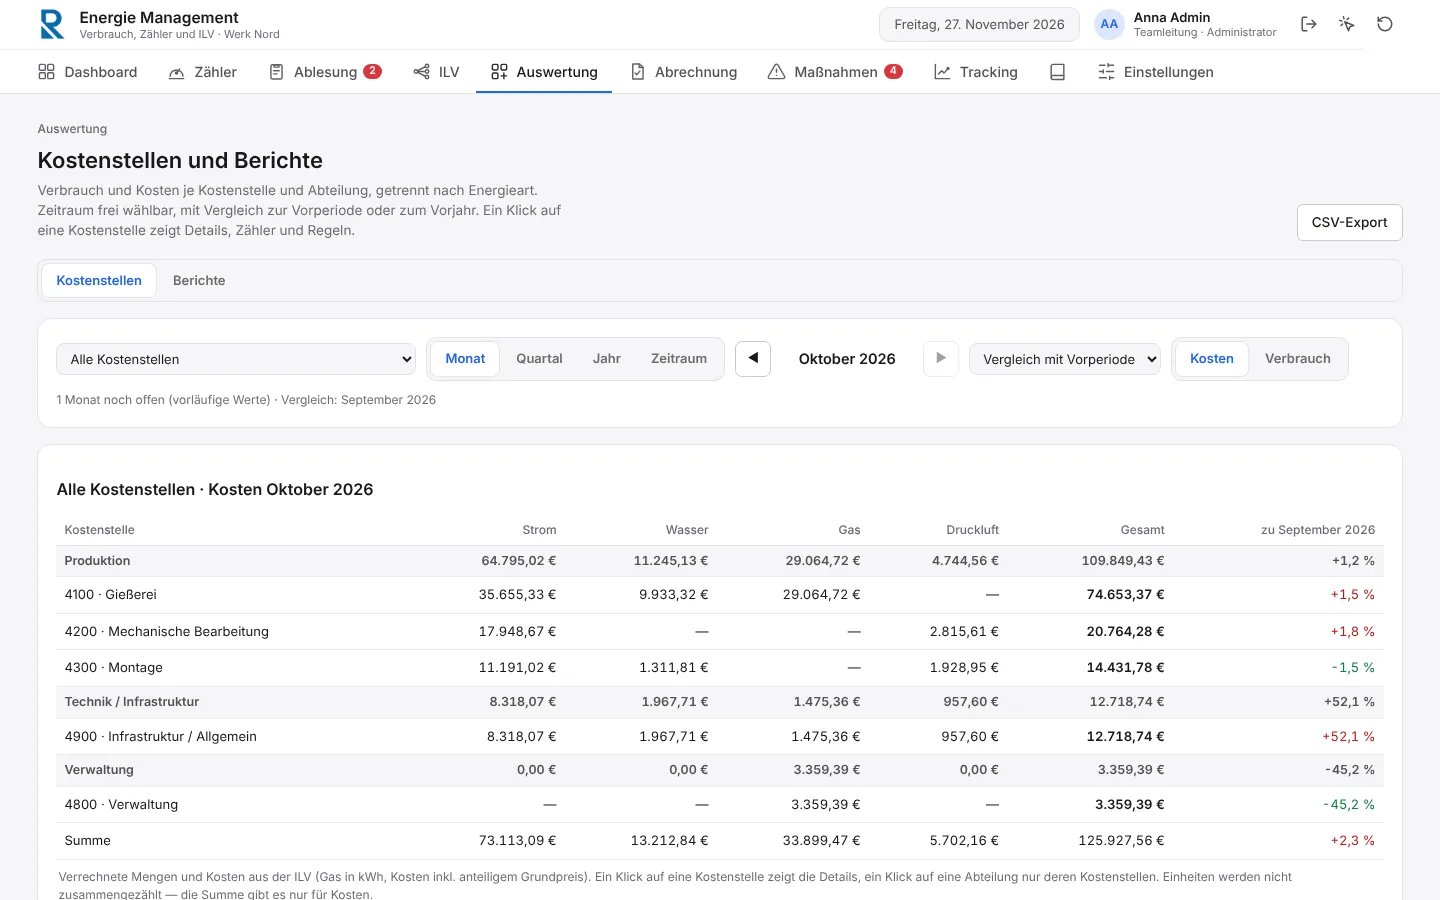 Energie Management
Verbrauch, Zähler und ILV · Werk Nord
Freitag, 27. November 2026
AA
Anna Admin
Teamleitung · Administrator
Dashboard
Zähler
Ablesung 2
ILV
Auswertung
Abrechnung
Maßnahmen 4
Tracking
Einstellungen
Auswertung
Kostenstellen und Berichte
Verbrauch und Kosten je Kostenstelle und Abteilung, getrennt nach Energieart.
Zeitraum frei wählbar, mit Vergleich zur Vorperiode oder zum Vorjahr. Ein Klick auf
eine Kostenstelle zeigt Details, Zähler und Regeln.
CSV-Export
Kostenstellen Berichte
Alle Kostenstellen Monat Quartal Jahr Zeitraum ◀ Oktober 2026 ▶ Vergleich mit Vorperiode Kosten Verbrauch
1 Monat noch offen (vorläufige Werte) · Vergleich: September 2026
Alle Kostenstellen · Kosten Oktober 2026
Kostenstelle Strom Wasser Gas Druckluft Gesamt zu September 2026
Produktion 64.795,02 € 11.245,13 € 29.064,72 € 4.744,56 € 109.849,43 € +1,2 %
4100 · Gießerei 35.655,33 € 9.933,32 € 29.064,72 € — 74.653,37 € +1,5 %
4200 · Mechanische Bearbeitung 17.948,67 € — — 2.815,61 € 20.764,28 € +1,8 %
4300 · Montage 11.191,02 € 1.311,81 € — 1.928,95 € 14.431,78 € -1,5 %
Technik / Infrastruktur 8.318,07 € 1.967,71 € 1.475,36 € 957,60 € 12.718,74 € +52,1 %
4900 · Infrastruktur / Allgemein 8.318,07 € 1.967,71 € 1.475,36 € 957,60 € 12.718,74 € +52,1 %
Verwaltung 0,00 € 0,00 € 3.359,39 € 0,00 € 3.359,39 € -45,2 %
4800 · Verwaltung — — 3.359,39 € — 3.359,39 € -45,2 %
Summe 73.113,09 € 13.212,84 € 33.899,47 € 5.702,16 € 125.927,56 € +2,3 %
Verrechnete Mengen und Kosten aus der ILV (Gas in kWh, Kosten inkl. anteiligem Grundpreis). Ein Klick auf eine Kostenstelle zeigt die Details, ein Klick auf eine Abteilung nur deren Kostenstellen. Einheiten werden nicht
zusammengezählt — die Summe gibt es nur für Kosten.